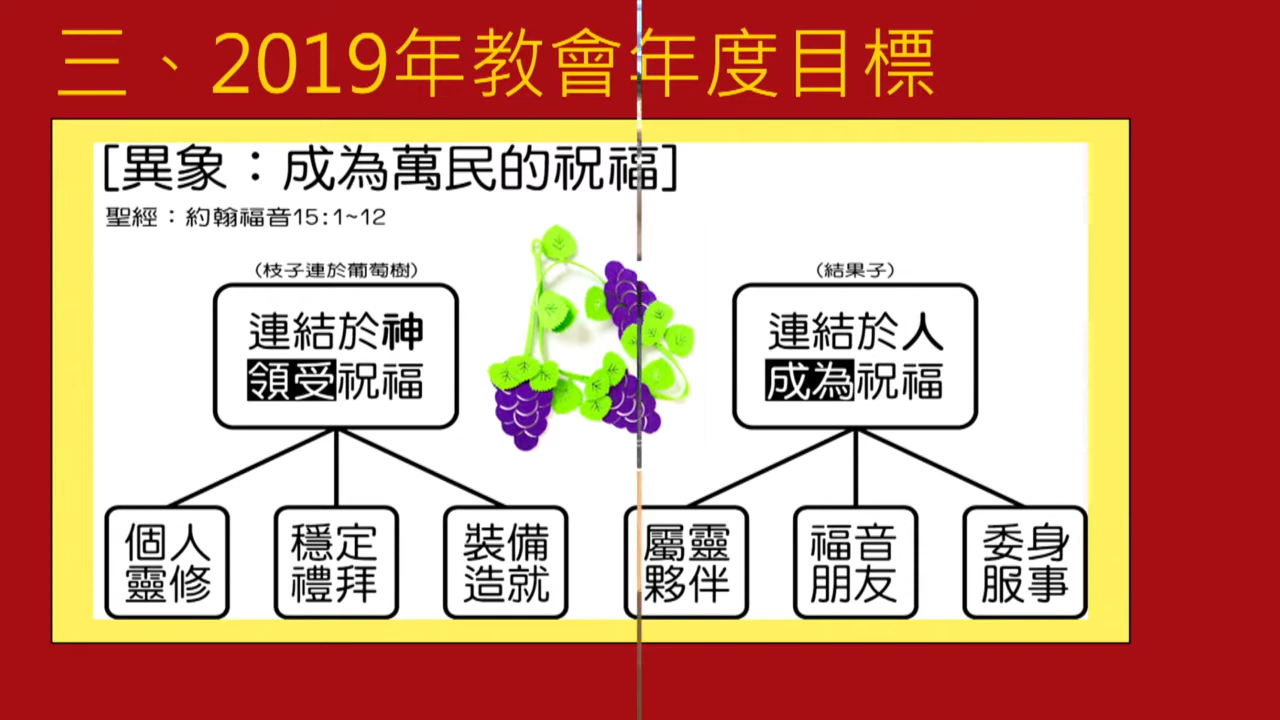 三、2019年教會年度目標
[異象：成為萬民的祝福]
聖經：約翰福音15:1~12
(枝子連於葡萄樹)
連結於神
領受祝福
(結果子)
連結於人
成為祝福
個人
靈修
穩定
禮拜
裝備
造就
屬靈
夥伴
福音
朋友
委身
服事